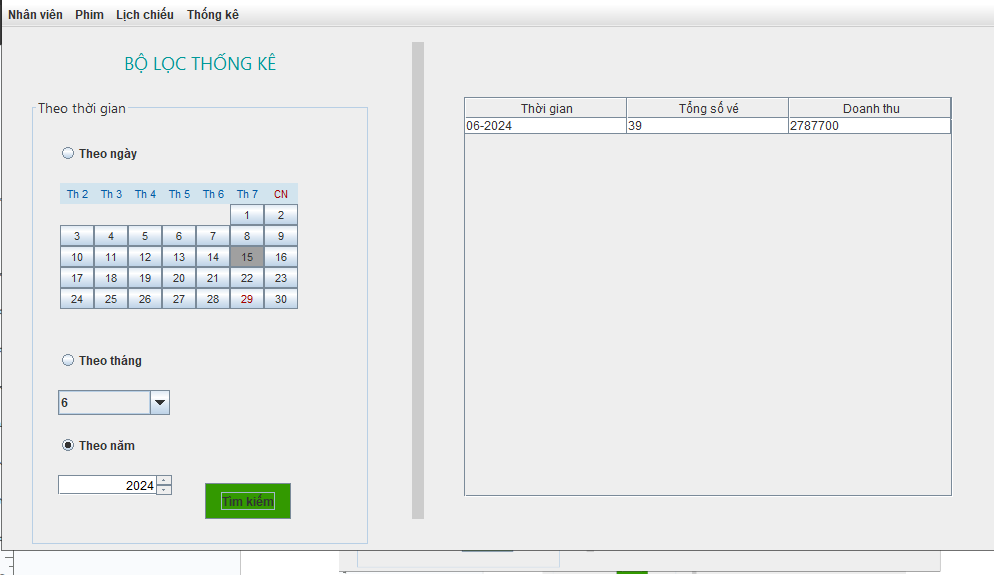 Nhân viên Phim Lịch chiếu Thống kê
BỘ LỌC THỐNG KÊ
Theo thời gian
Theo ngày
Th 2 Th 3 Th 4 Th 5 Th 6 Th 7 CN
1 2
3 4 5 6 7 8 9
10 11 12 13 14 15 16
17 18 19 20 21 22 23
24 25 26 27 28 29 30
Theo tháng
6
Theo năm
2024
Tìm kiếm
Thời gian Tổng số vé Doanh thu
06-2024 39 2787700